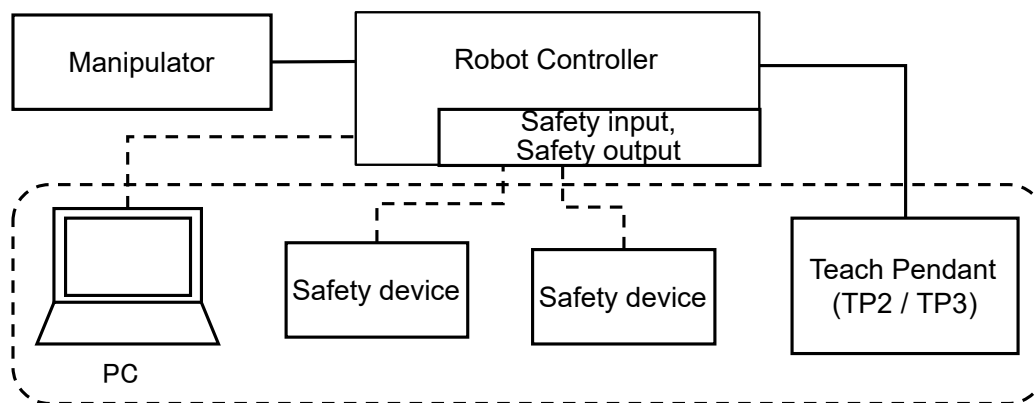 Manipulator
Robot Controller
Safety input,
Safety output
Safety device
Safety device
Teach Pendant
(TP2 / TP3)
PC